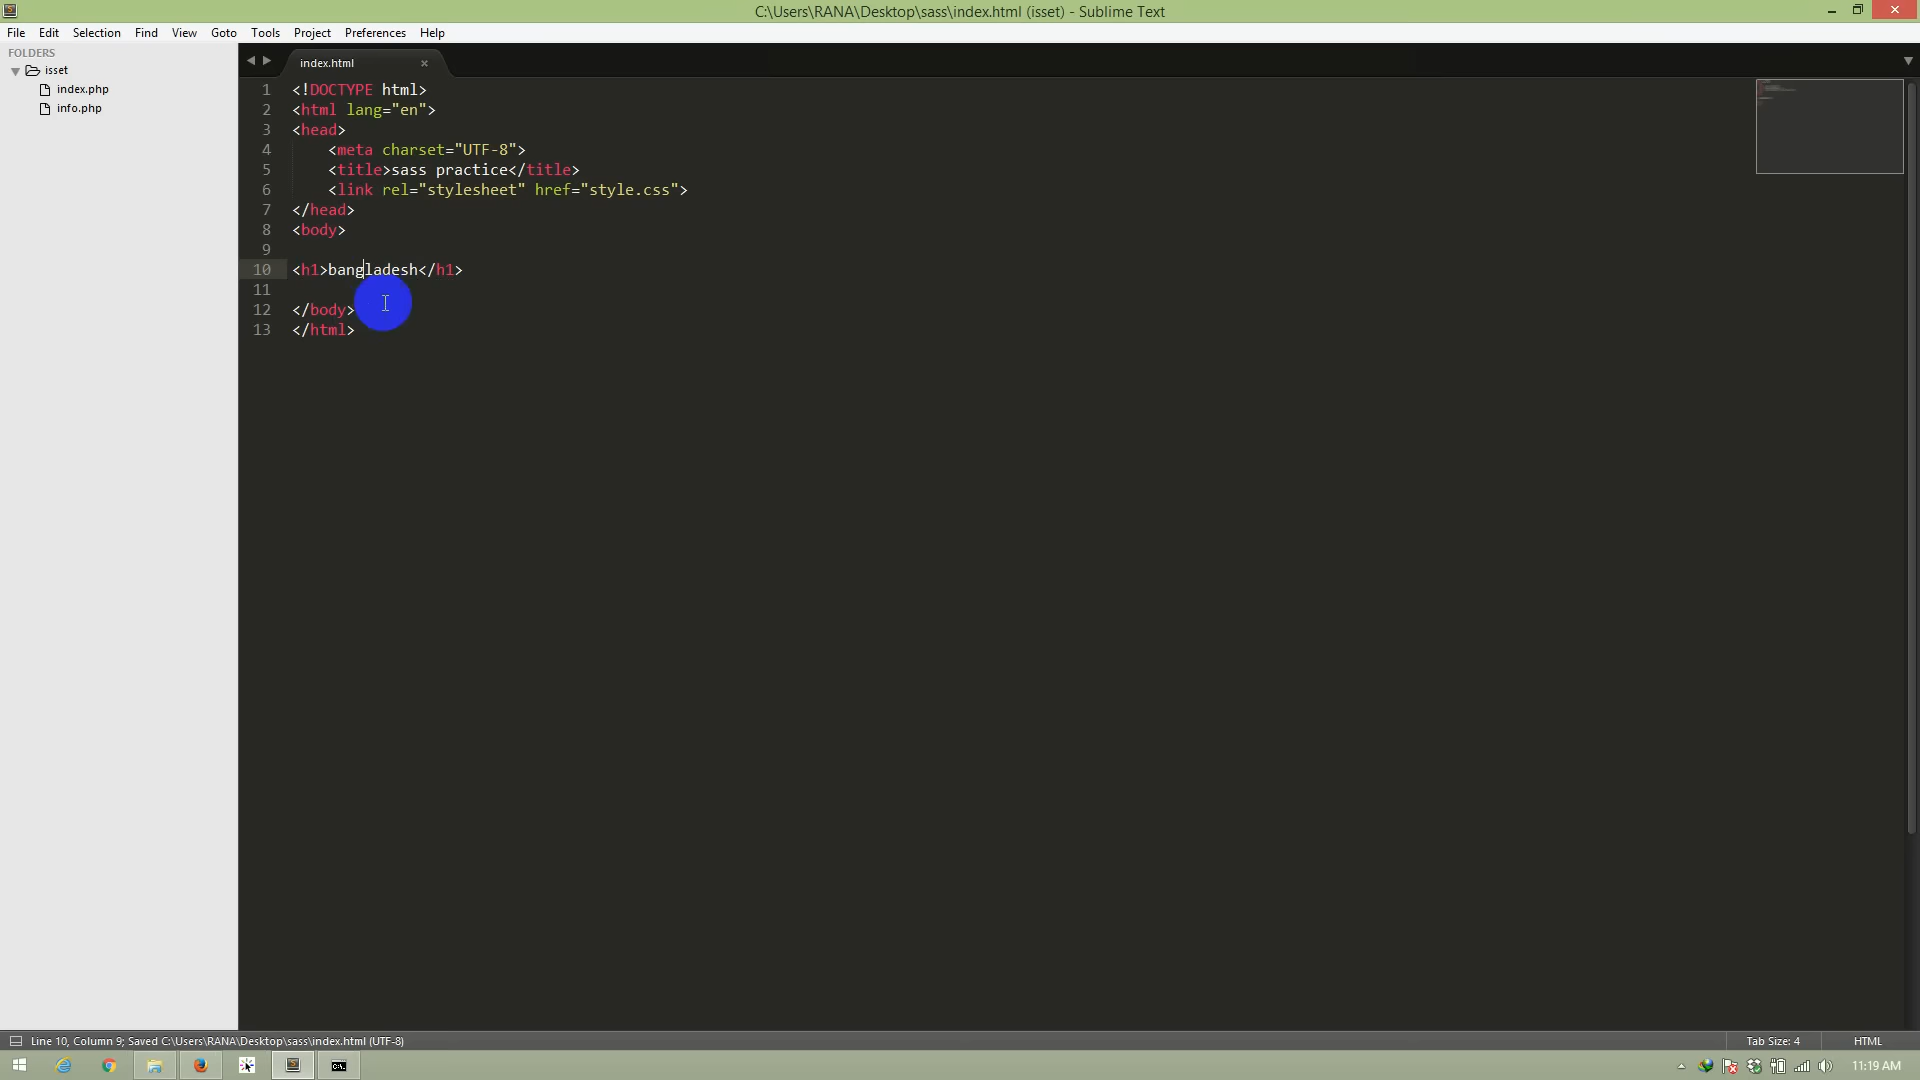 C:\Users\RANA\Desktop\sass\index.html (isset) - Sublime Text
File Edit Selection Find View Goto Tools Project Preferences Help
FOLDERS
isset
index.php
info.php
index.html
1 <!DOCTYPE html>
2 <html lang="en">
3 <head>
4 <meta charset="UTF-8">
5 <title>sass practice</title>
6 <link rel="stylesheet" href="style.css">
7 </head>
8 <body>
9
10 <h1>bangladesh</h1>
11
12 </body>
13 </html>
Line 10, Column 9; Saved C:\Users\RANA\Desktop\sass\index.html (UTF-8) Tab Size: 4 HTML
11:19 AM